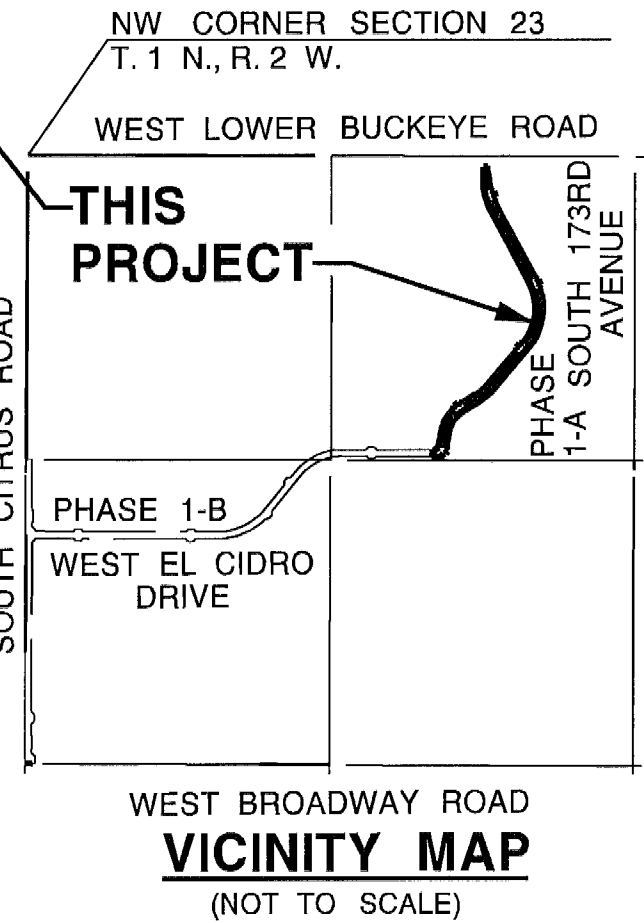 NW CORNER SECTION 23
T. 1 N., R. 2 W.
WEST LOWER BUCKEYE ROAD
THIS
PROJECT
PHASE
1-A SOUTH 173RD
AVENUE
SOUTH CITRUS ROAD
PHASE 1-B
WEST EL CIDRO
DRIVE
WEST BROADWAY ROAD
VICINITY MAP
(NOT TO SCALE)